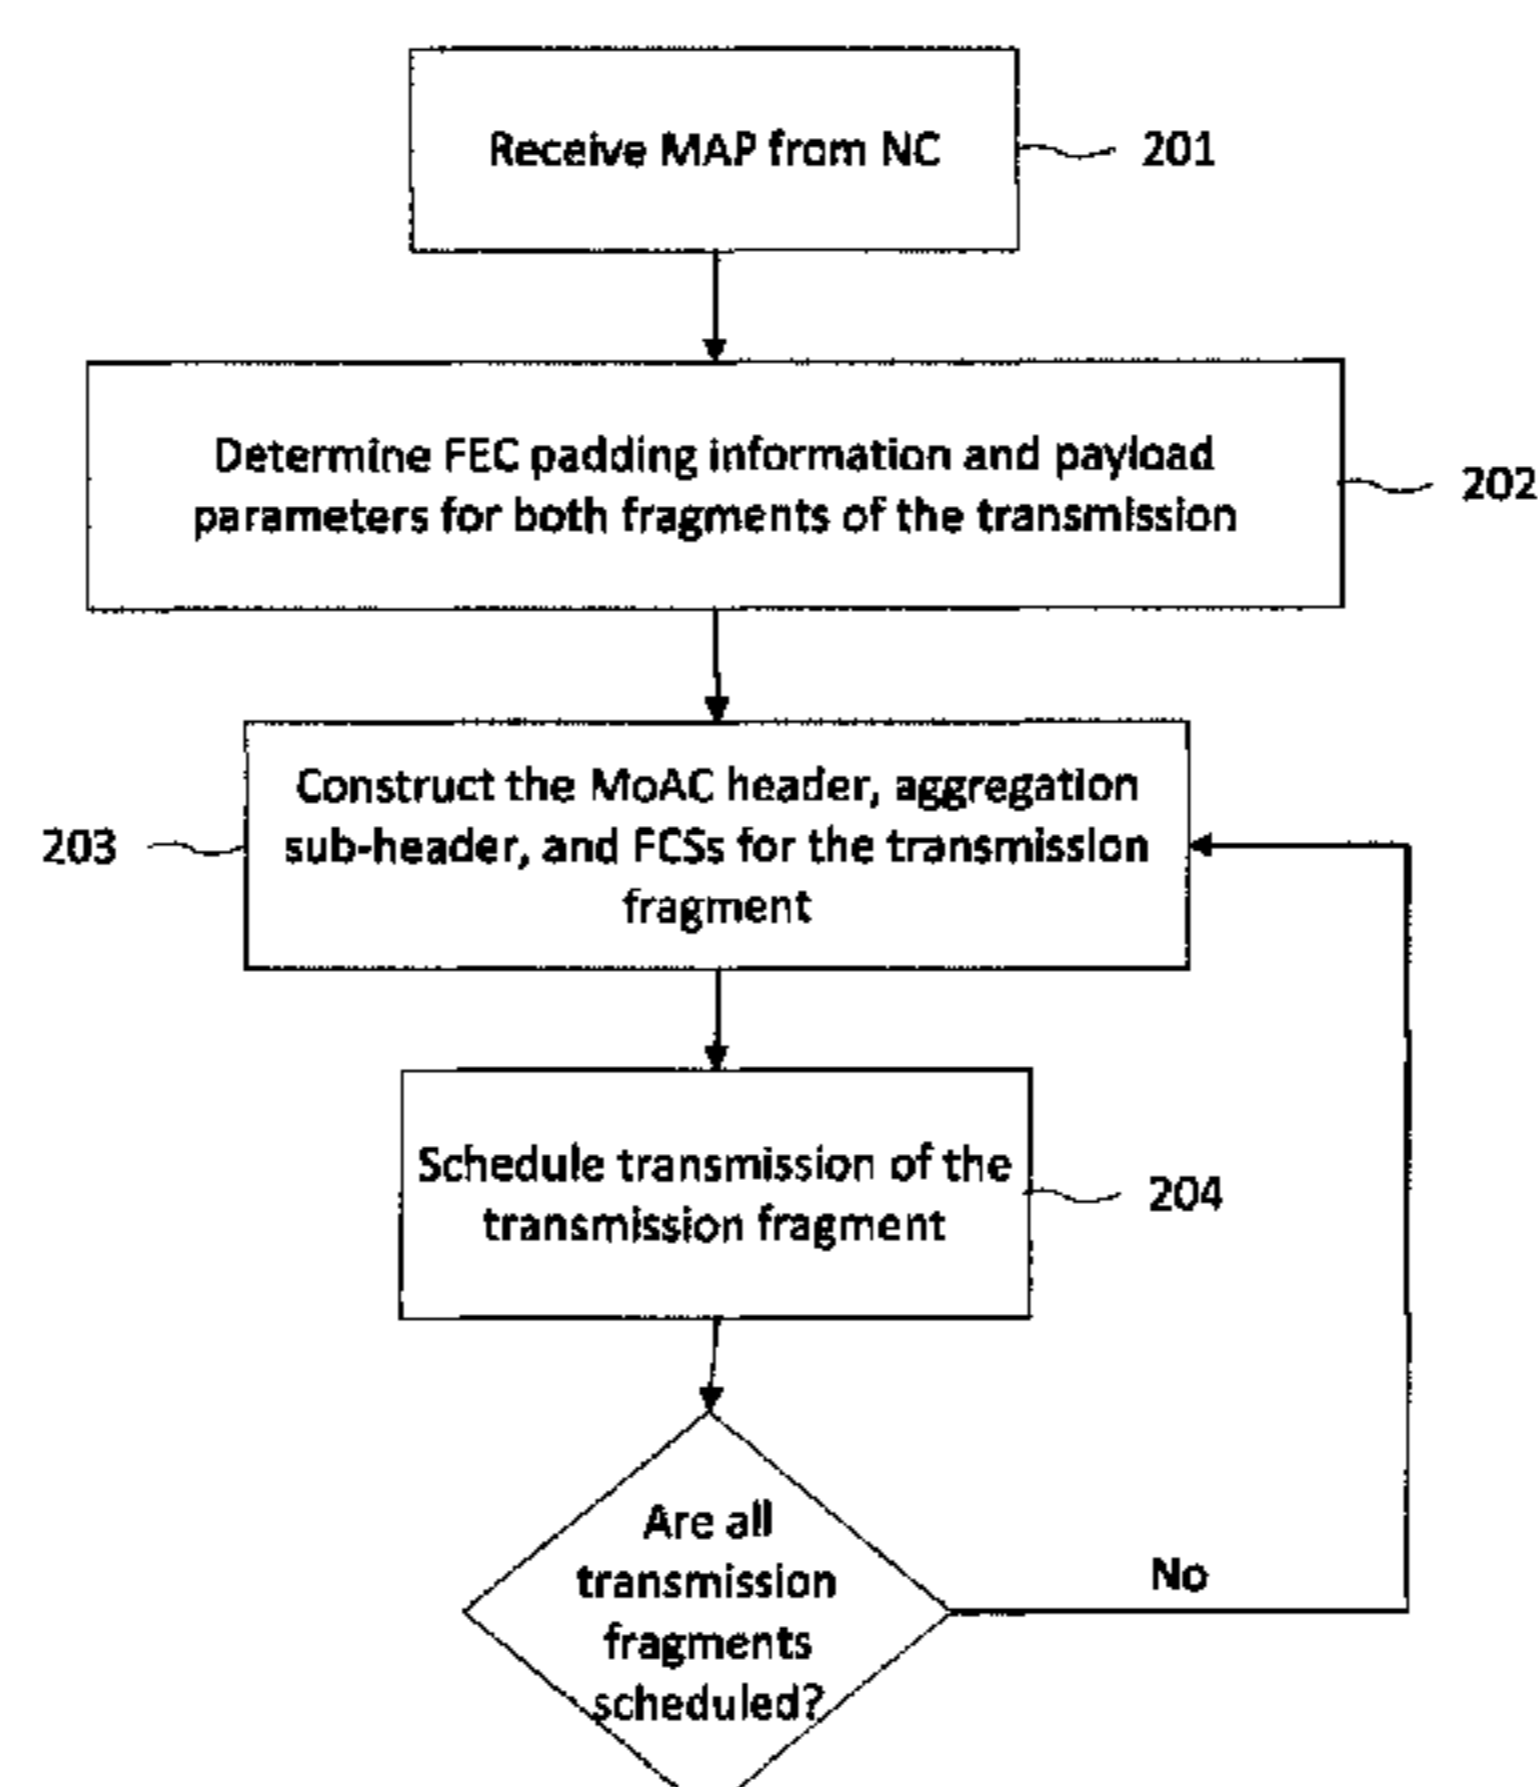 Receive MAP from NC
201
Determine FEC padding information and payload
parameters for both fragments of the transmission
202
Construct the MoAC header, aggregation
sub-header, and FCSs for the transmission
fragment
203
Schedule transmission of the
transmission fragment
204
Are all
transmission
fragments
scheduled?
No